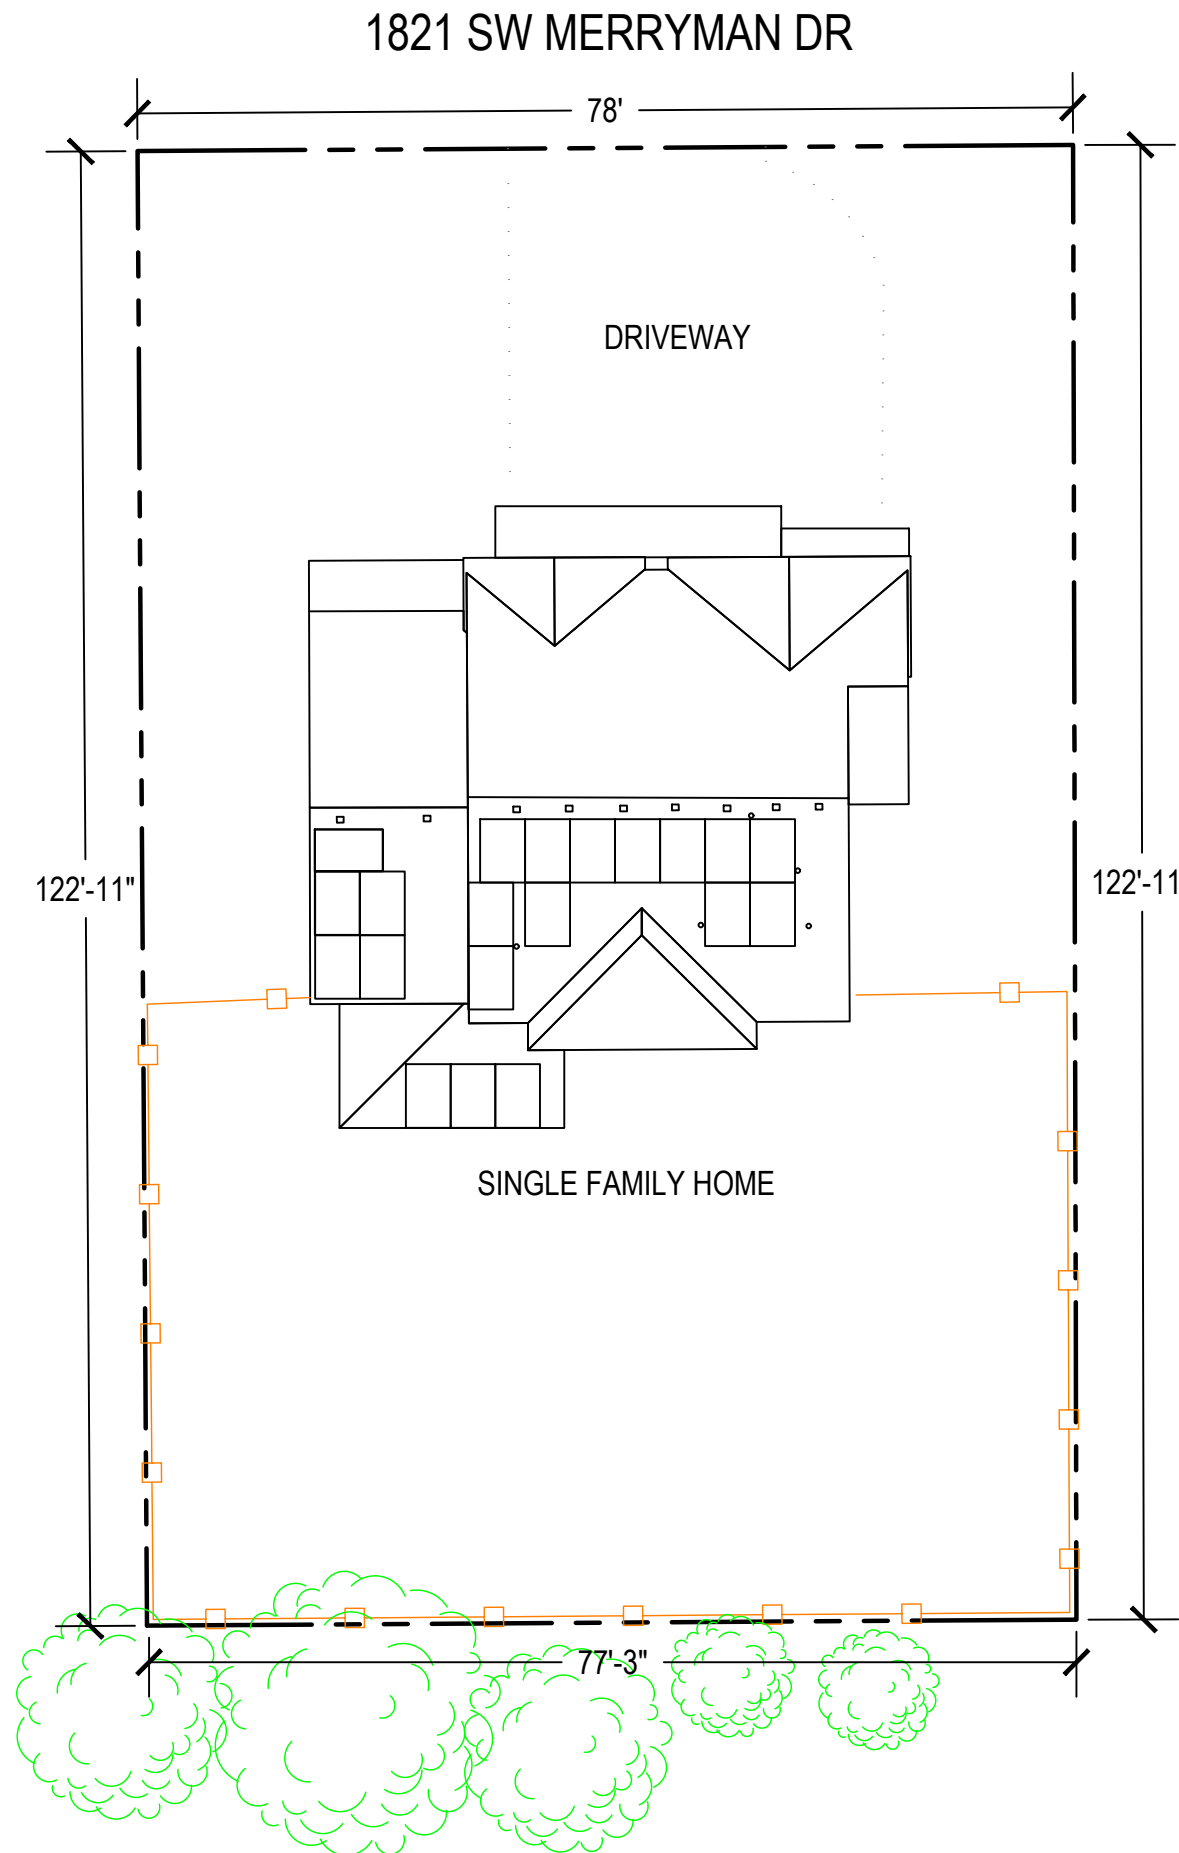 1821 SW MERRYMAN DR
78'
DRIVEWAY
122'-11"
122'-11
SINGLE FAMILY HOME
77'-3"